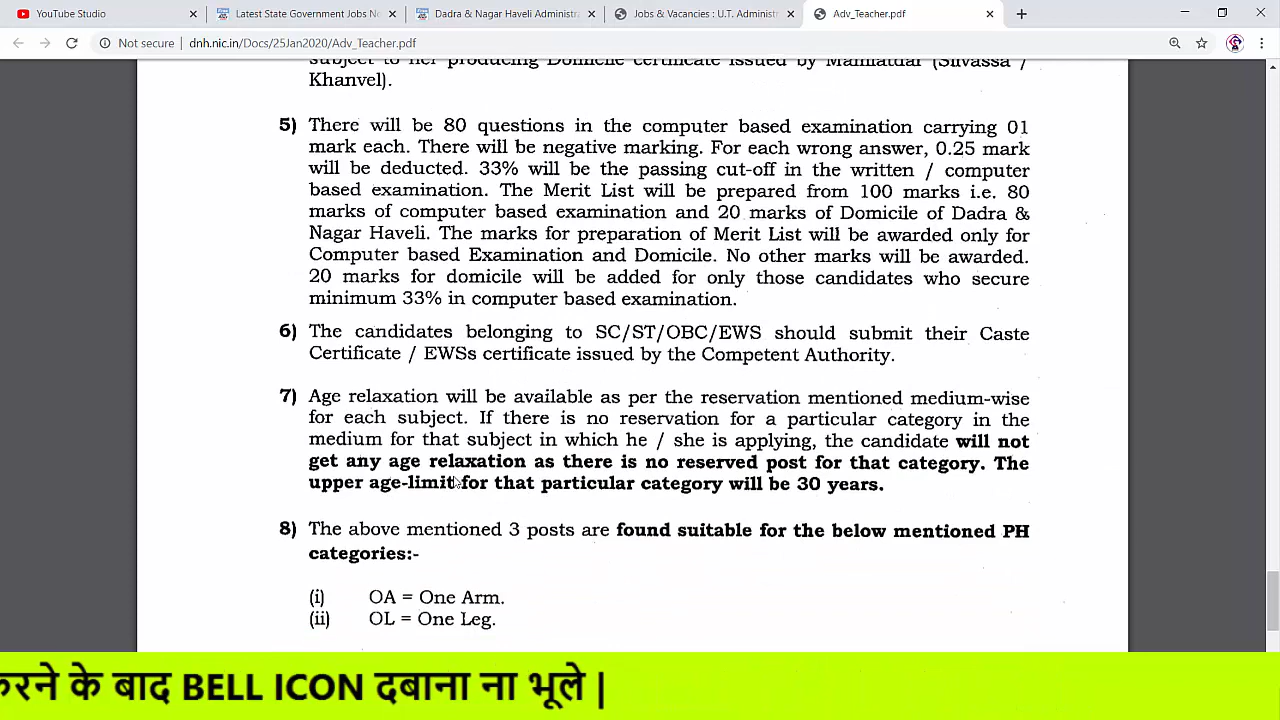 YouTube Studio
Latest State Government Jobs N
Dadra & Nagar Haveli Administr
Jobs & Vacancies : U.T. Administr
Adv_Teacher.pdf
Not secure | dnh.nic.in/Docs/25Jan2020/Adv_Teacher.pdf
subject to her producing Domicile certificate issued by Mamlatdar (Silvassa /
Khanvel).
5) There will be 80 questions in the computer based examination carrying 01
mark each. There will be negative marking. For each wrong answer, 0.25 mark
will be deducted. 33% will be the passing cut-off in the written / computer
based examination. The Merit List will be prepared from 100 marks i.e. 80
marks of computer based examination and 20 marks of Domicile of Dadra &
Nagar Haveli. The marks for preparation of Merit List will be awarded only for
Computer based Examination and Domicile. No other marks will be awarded.
20 marks for domicile will be added for only those candidates who secure
minimum 33% in computer based examination.
6) The candidates belonging to SC/ST/OBC/EWS should submit their Caste
Certificate / EWSs certificate issued by the Competent Authority.
7) Age relaxation will be available as per the reservation mentioned medium-wise
for each subject. If there is no reservation for a particular category in the
medium for that subject in which he / she is applying, the candidate will not
get any age relaxation as there is no reserved post for that category. The
upper age-limit for that particular category will be 30 years.
8) The above mentioned 3 posts are found suitable for the below mentioned PH
categories:-
(i) OA = One Arm.
(ii) OL = One Leg.
करने के बाद BELL ICON दबाना ना भूले |